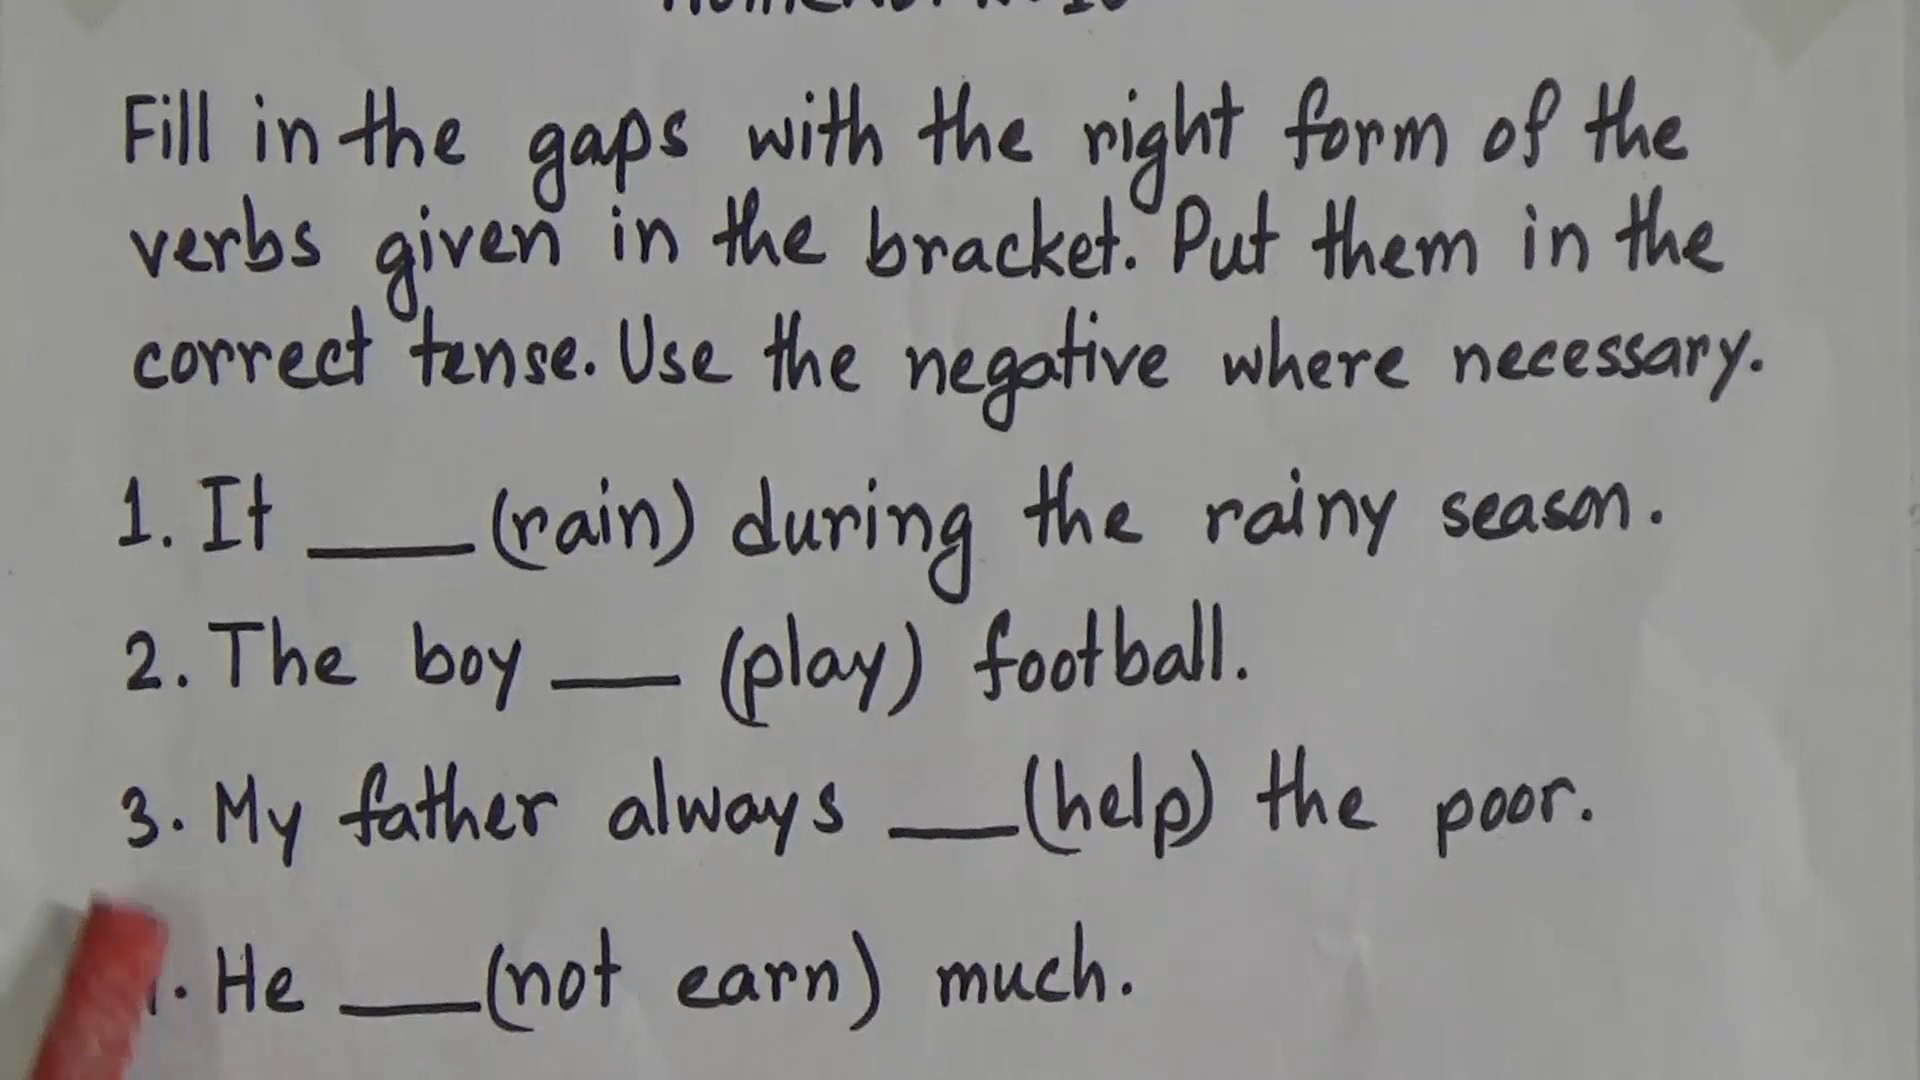 Fill in the gaps with the right form of the
verbs given in the bracket. Put them in the
correct tense. Use the negative where necessary.
1. It ____ (rain) during the rainy season.
2. The boy ___ (play) football.
3. My father always ___ (help) the poor.
. He ___ (not earn) much.